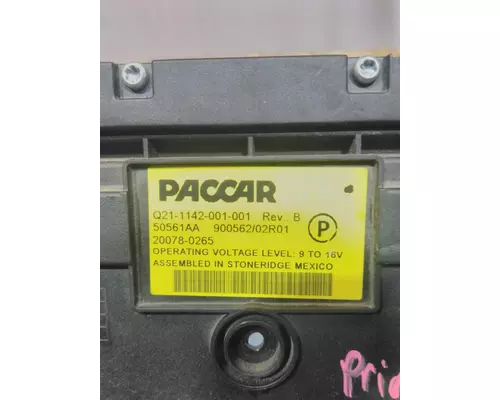 PACCAR
Q21-1142-001-001 Rev.. B
50561AA 900562/02R01
P
20078-0265
OPERATING VOLTAGE LEVEL: 9 TO 16V
ASSEMBLED IN STONERIDGE MEXICO